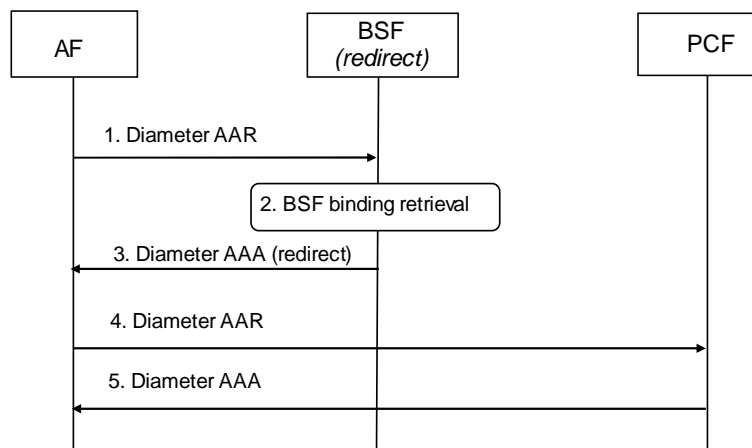 AF
BSF
(redirect)
PCF
1. Diameter AAR
2. BSF binding retrieval
3. Diameter AAA (redirect)
4. Diameter AAR
5. Diameter AAA